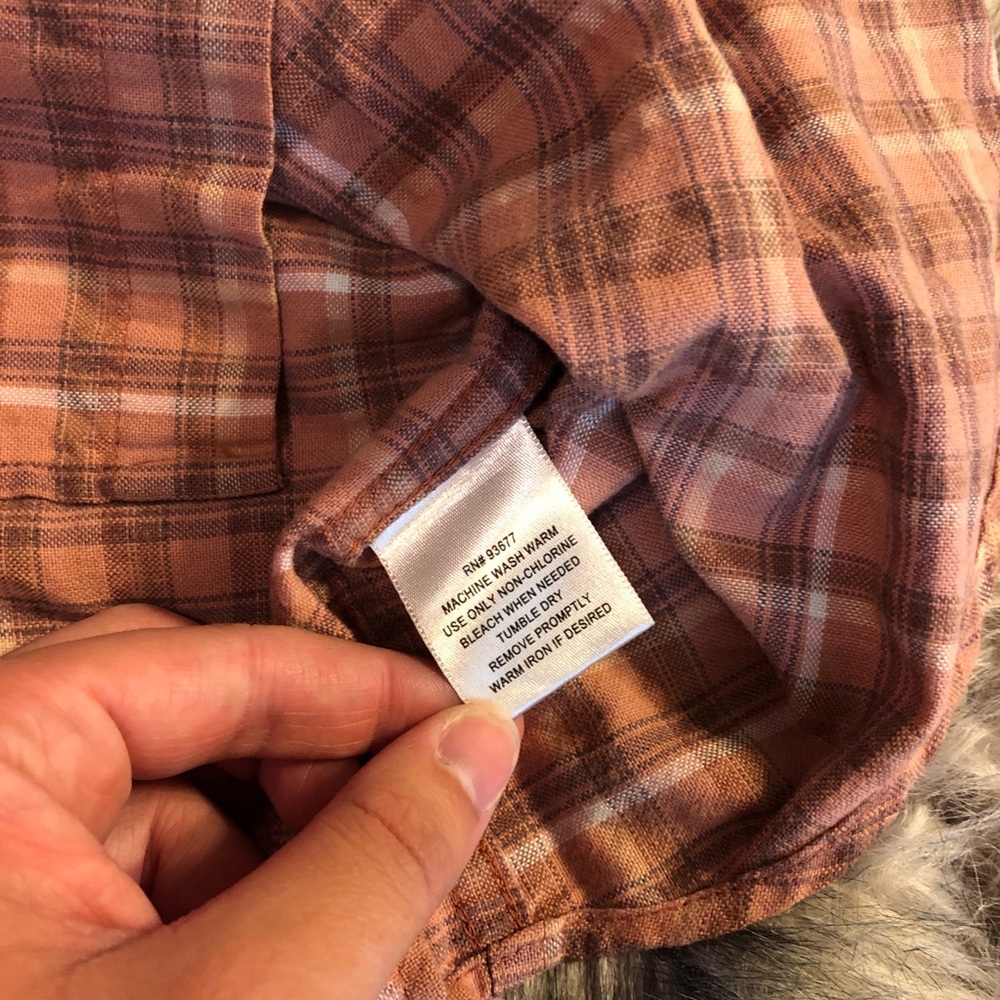 RN# 93677
MACHINE WASH WARM
USE ONLY NON-CHLORINE
BLEACH WHEN NEEDED
TUMBLE DRY
REMOVE PROMPTLY
WARM IRON IF DESIRED